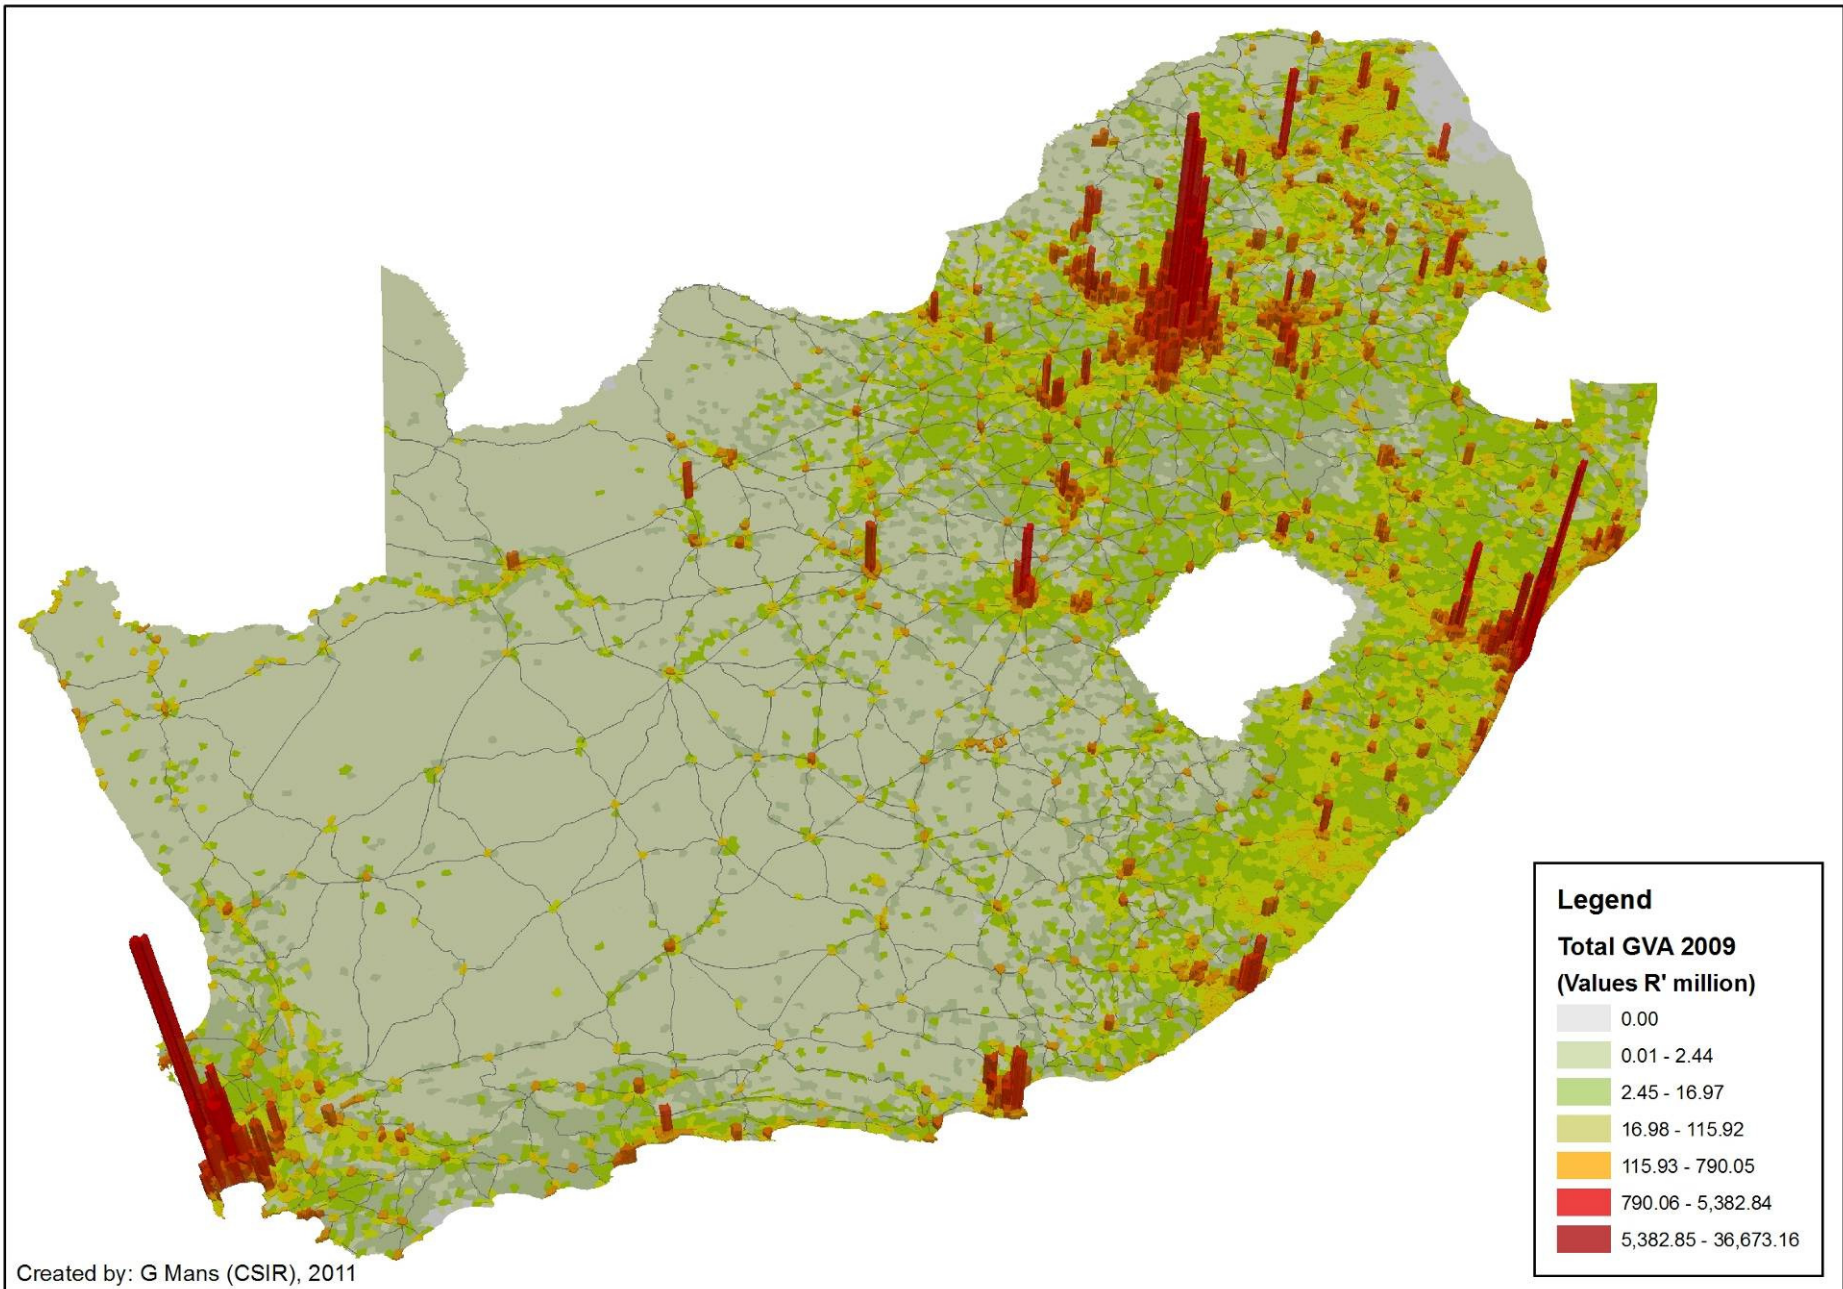 Legend
Total GVA 2009
(Values R' million)
0.00
0.01 - 2.44
2.45 - 16.97
16.98 - 115.92
115.93 - 790.05
790.06 - 5,382.84
5,382.85 - 36,673.16
Created by: G Mans (CSIR), 2011